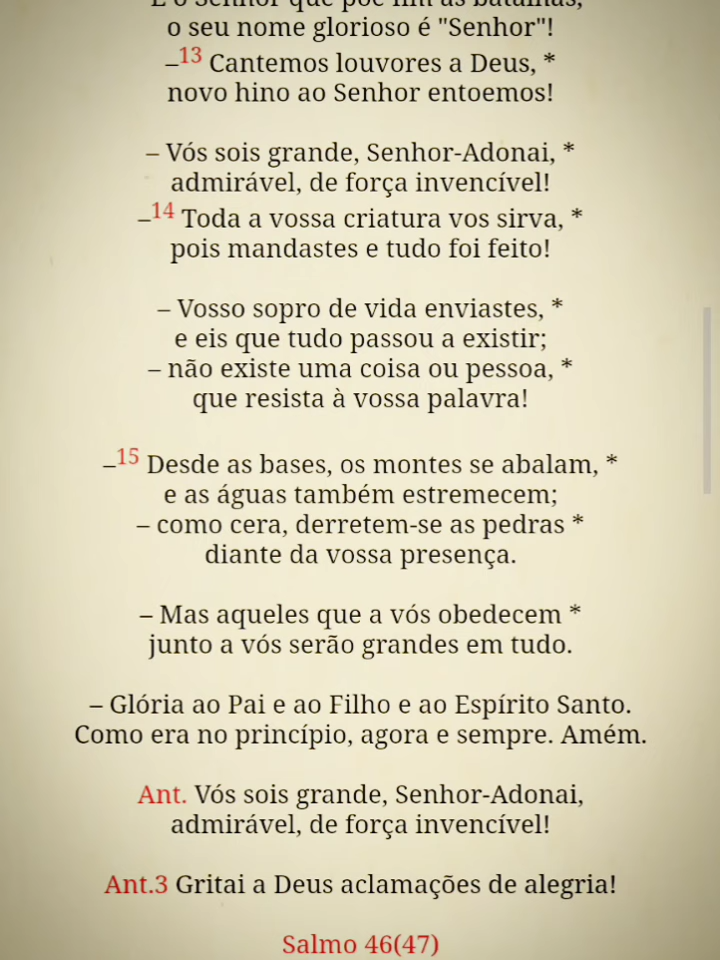 E o Senhor que põe fim às batalhas,
o seu nome glorioso é "Senhor"!
–13 Cantemos louvores a Deus, *
novo hino ao Senhor entoemos!
– Vós sois grande, Senhor-Adonai, *
admirável, de força invencível!
–14 Toda a vossa criatura vos sirva, *
pois mandastes e tudo foi feito!
– Vosso sopro de vida enviastes, *
e eis que tudo passou a existir;
– não existe uma coisa ou pessoa, *
que resista à vossa palavra!
–15 Desde as bases, os montes se abalam, *
e as águas também estremecem;
– como cera, derretem-se as pedras *
diante da vossa presença.
– Mas aqueles que a vós obedecem *
junto a vós serão grandes em tudo.
– Glória ao Pai e ao Filho e ao Espírito Santo.
Como era no princípio, agora e sempre. Amém.
Ant. Vós sois grande, Senhor-Adonai,
admirável, de força invencível!
Ant.3 Gritai a Deus aclamações de alegria!
Salmo 46(47)